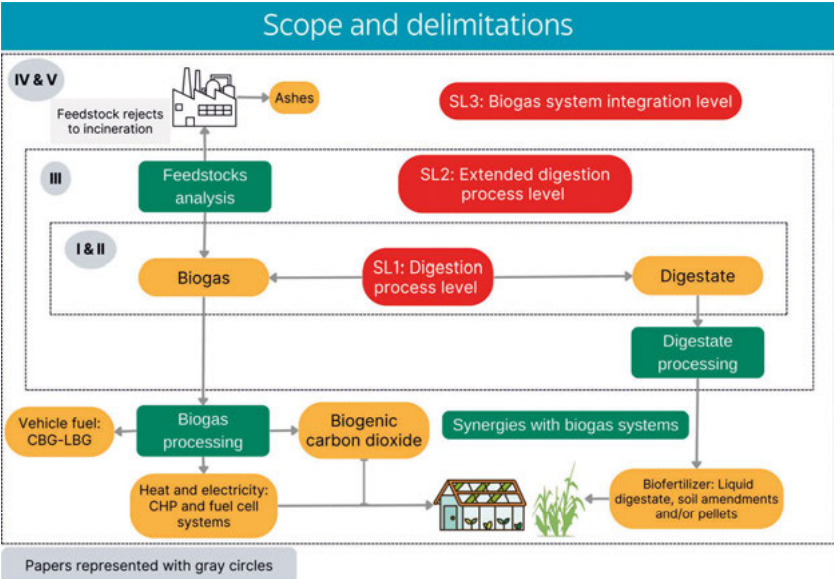 Scope and delimitations
IV & V
Feedstock rejects
to incineration
Ashes
SL3: Biogas system integration level
III
Feedstocks
analysis
SL2: Extended digestion
process level
I & II
Biogas
SL1: Digestion
process level
Digestate
Digestate
processing
Vehicle fuel:
CBG-LBG
Biogas
processing
Biogenic
carbon dioxide
Synergies with biogas systems
Heat and electricity:
CHP and fuel cell
systems
Biofertilizer: Liquid
digestate, soil amendments
and/or pellets
Papers represented with gray circles